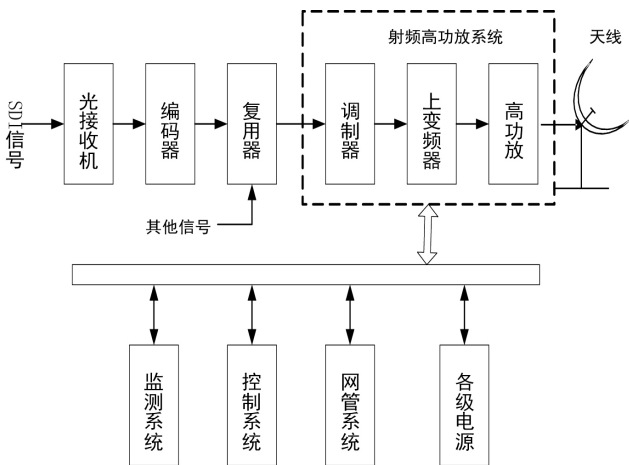 射频高功放系统
天线
SDI信号
光接收机
编码器
复用器
调制器
上变频器
高功放
其他信号
监测系统
控制系统
网管系统
各级电源